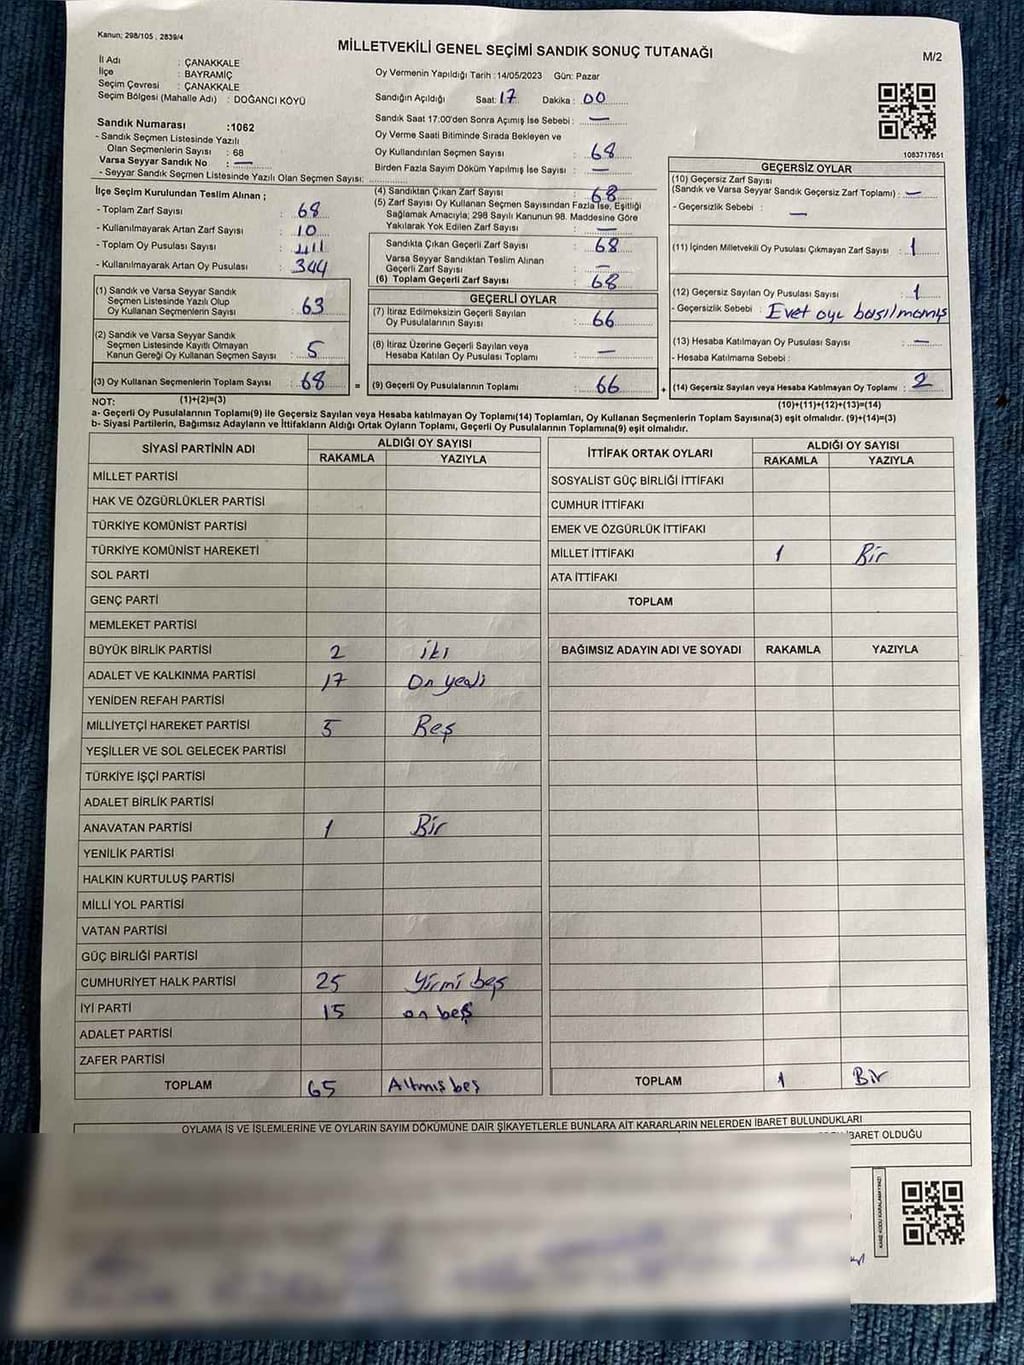 Kanun; 298/105 , 2839/4
MİLLETVEKİLİ GENEL SEÇİMİ SANDIK SONUÇ TUTANAĞI
M/2
İl Adı : ÇANAKKALE
İlçe : BAYRAMİÇ
Seçim Çevresi : ÇANAKKALE
Seçim Bölgesi (Mahalle Adı) : DOĞANCI KÖYÜ
Sandık Numarası :1062
- Sandık Seçmen Listesinde Yazılı
Olan Seçmenlerin Sayısı : 68
Varsa Seyyar Sandık No : —
- Seyyar Sandık Seçmen Listesinde Yazılı Olan Seçmen Sayısı:
Oy Vermenin Yapıldığı Tarih :14/05/2023 Gün: Pazar
Sandığın Açıldığı Saat: 17 Dakika : 00
Sandık Saat 17:00'den Sonra Açımış İse Sebebi : —
Oy Verme Saati Bitiminde Sırada Bekleyen ve
Oy Kullandırılan Seçmen Sayısı : 68
Birden Fazla Sayım Döküm Yapılmış İse Sayısı : —
1083717651
İlçe Seçim Kurulundan Teslim Alınan ;
- Toplam Zarf Sayısı : 68
- Kullanılmayarak Artan Zarf Sayısı : 10
- Toplam Oy Pusulası Sayısı : 411
- Kullanılmayarak Artan Oy Pusulası : 344
(1) Sandık ve Varsa Seyyar Sandık
Seçmen Listesinde Yazılı Olup
Oy Kullanan Seçmenlerin Sayısı : 63
(2) Sandık ve Varsa Seyyar Sandık
Seçmen Listesinde Kayıtlı Olmayan
Kanun Gereği Oy Kullanan Seçmen Sayısı : 5
(3) Oy Kullanan Seçmenlerin Toplam Sayısı : 68 =
(1)+(2)=(3)
(4) Sandıktan Çıkan Zarf Sayısı : 68
(5) Zarf Sayısı Oy Kullanan Seçmen Sayısından Fazla İse, Eşitliği
Sağlamak Amacıyla; 298 Sayılı Kanunun 98. Maddesine Göre
Yakılarak Yok Edilen Zarf Sayısı : —
Sandıkta Çıkan Geçerli Zarf Sayısı : 68
Varsa Seyyar Sandıktan Teslim Alınan
Geçerli Zarf Sayısı : —
(6) Toplam Geçerli Zarf Sayısı : 68
GEÇERLİ OYLAR
(7) İtiraz Edilmeksizin Geçerli Sayılan
Oy Pusulalarının Sayısı : 66
(8) İtiraz Üzerine Geçerli Sayılan veya
Hesaba Katılan Oy Pusulası Toplamı : —
(9) Geçerli Oy Pusulalarının Toplamı : 66 +
GEÇERSİZ OYLAR
(10) Geçersiz Zarf Sayısı
(Sandık ve Varsa Seyyar Sandık Geçersiz Zarf Toplamı) : —
- Geçersizlik Sebebi : —
(11) İçinden Milletvekili Oy Pusulası Çıkmayan Zarf Sayısı : 1
(12) Geçersiz Sayılan Oy Pusulası Sayısı : 1
- Geçersizlik Sebebi : Evet oyu basılmamış
(13) Hesaba Katılmayan Oy Pusulası Sayısı : —
- Hesaba Katılmama Sebebi :
(14) Geçersiz Sayılan veya Hesaba Katılmayan Oy Toplamı : 2
(10)+(11)+(12)+(13)=(14)
NOT:
a- Geçerli Oy Pusulalarının Toplamı(9) ile Geçersiz Sayılan veya Hesaba katılmayan Oy Toplamı(14) Toplamları, Oy Kullanan Seçmenlerin Toplam Sayısına(3) eşit olmalıdır. (9)+(14)=(3)
b- Siyasi Partilerin, Bağımsız Adayların ve İttifakların Aldığı Ortak Oyların Toplamı, Geçerli Oy Pusulalarının Toplamına(9) eşit olmalıdır.
SİYASİ PARTİNİN ADI ALDIĞI OY SAYISI
RAKAMLA YAZIYLA
MİLLET PARTİSİ
HAK VE ÖZGÜRLÜKLER PARTİSİ
TÜRKİYE KOMÜNİST PARTİSİ
TÜRKİYE KOMÜNİST HAREKETİ
SOL PARTİ
GENÇ PARTİ
MEMLEKET PARTİSİ
BÜYÜK BİRLİK PARTİSİ 2 iki
ADALET VE KALKINMA PARTİSİ 17 On yedi
YENİDEN REFAH PARTİSİ
MİLLİYETÇİ HAREKET PARTİSİ 5 Beş
YEŞİLLER VE SOL GELECEK PARTİSİ
TÜRKİYE İŞÇİ PARTİSİ
ADALET BİRLİK PARTİSİ
ANAVATAN PARTİSİ 1 Bir
YENİLİK PARTİSİ
HALKIN KURTULUŞ PARTİSİ
MİLLİ YOL PARTİSİ
VATAN PARTİSİ
GÜÇ BİRLİĞİ PARTİSİ
CUMHURİYET HALK PARTİSİ 25 Yirmi beş
İYİ PARTİ 15 on beş
ADALET PARTİSİ
ZAFER PARTİSİ
TOPLAM 65 Altmış beş
İTTİFAK ORTAK OYLARI ALDIĞI OY SAYISI
RAKAMLA YAZIYLA
SOSYALİST GÜÇ BİRLİĞİ İTTİFAKI
CUMHUR İTTİFAKI
EMEK VE ÖZGÜRLÜK İTTİFAKI
MİLLET İTTİFAKI 1 Bir
ATA İTTİFAKI
TOPLAM
BAĞIMSIZ ADAYIN ADI VE SOYADI RAKAMLA YAZIYLA
TOPLAM 1 Bir
OYLAMA İŞ VE İŞLEMLERİNE VE OYLARIN SAYIM DÖKÜMÜNE DAİR ŞİKAYETLERLE BUNLARA AİT KARARLARIN NELERDEN İBARET BULUNDUKLARI
İBARET OLDUĞU
KARE KODU KARALAMAYINIZ!